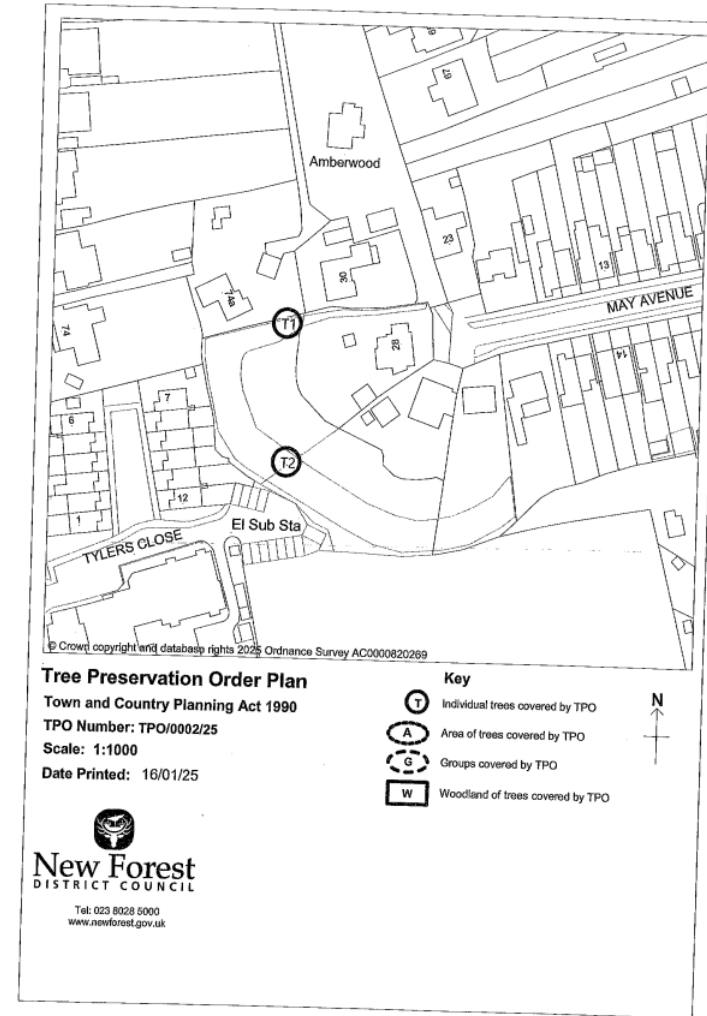 67
Amberwood
23
13
30
74a
MAY AVENUE
T1
74
28
14
7
6
T2
12
1
El Sub Sta
TYLERS CLOSE
© Crown copyright and database rights 2025 Ordnance Survey AC0000820269
Tree Preservation Order Plan
Town and Country Planning Act 1990
TPO Number: TPO/0002/25
Scale: 1:1000
Date Printed: 16/01/25
Key
T Individual trees covered by TPO
A Area of trees covered by TPO
G Groups covered by TPO
W Woodland of trees covered by TPO
N
New Forest
DISTRICT COUNCIL
Tel: 023 8028 5000
www.newforest.gov.uk